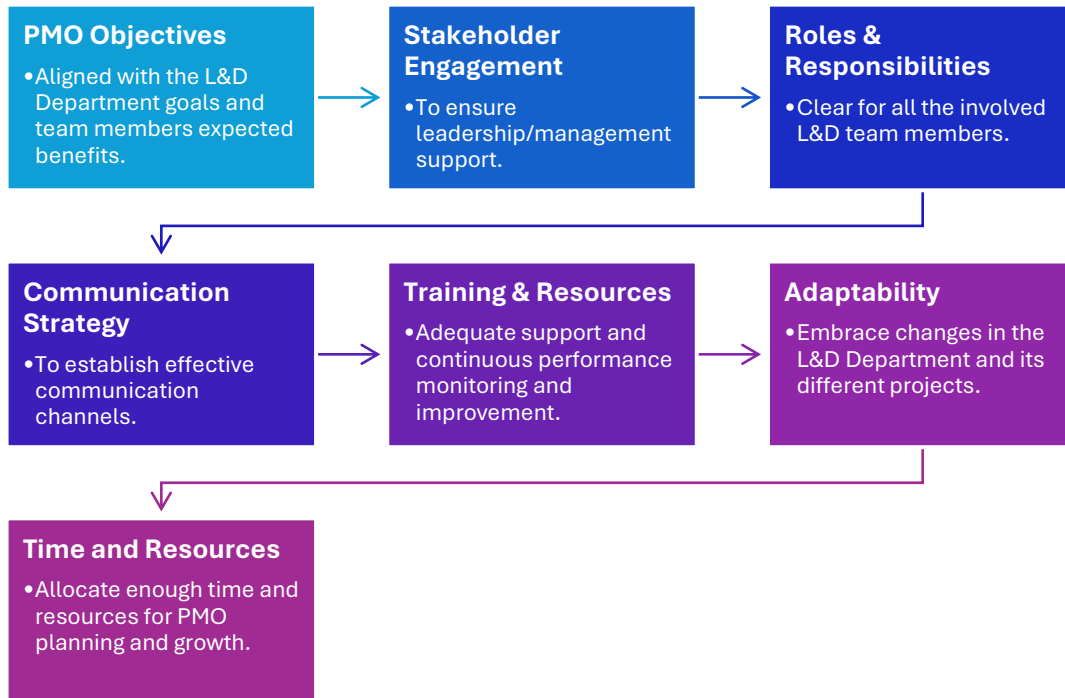 PMO Objectives
•Aligned with the L&D
Department goals and
team members expected
benefits.
Stakeholder
Engagement
•To ensure
leadership/management
support.
Roles &
Responsibilities
•Clear for all the involved
L&D team members.
Communication
Strategy
•To establish effective
communication
channels.
Training & Resources
•Adequate support and
continuous performance
monitoring and
improvement.
Adaptability
•Embrace changes in the
L&D Department and its
different projects.
Time and Resources
•Allocate enough time and
resources for PMO
planning and growth.